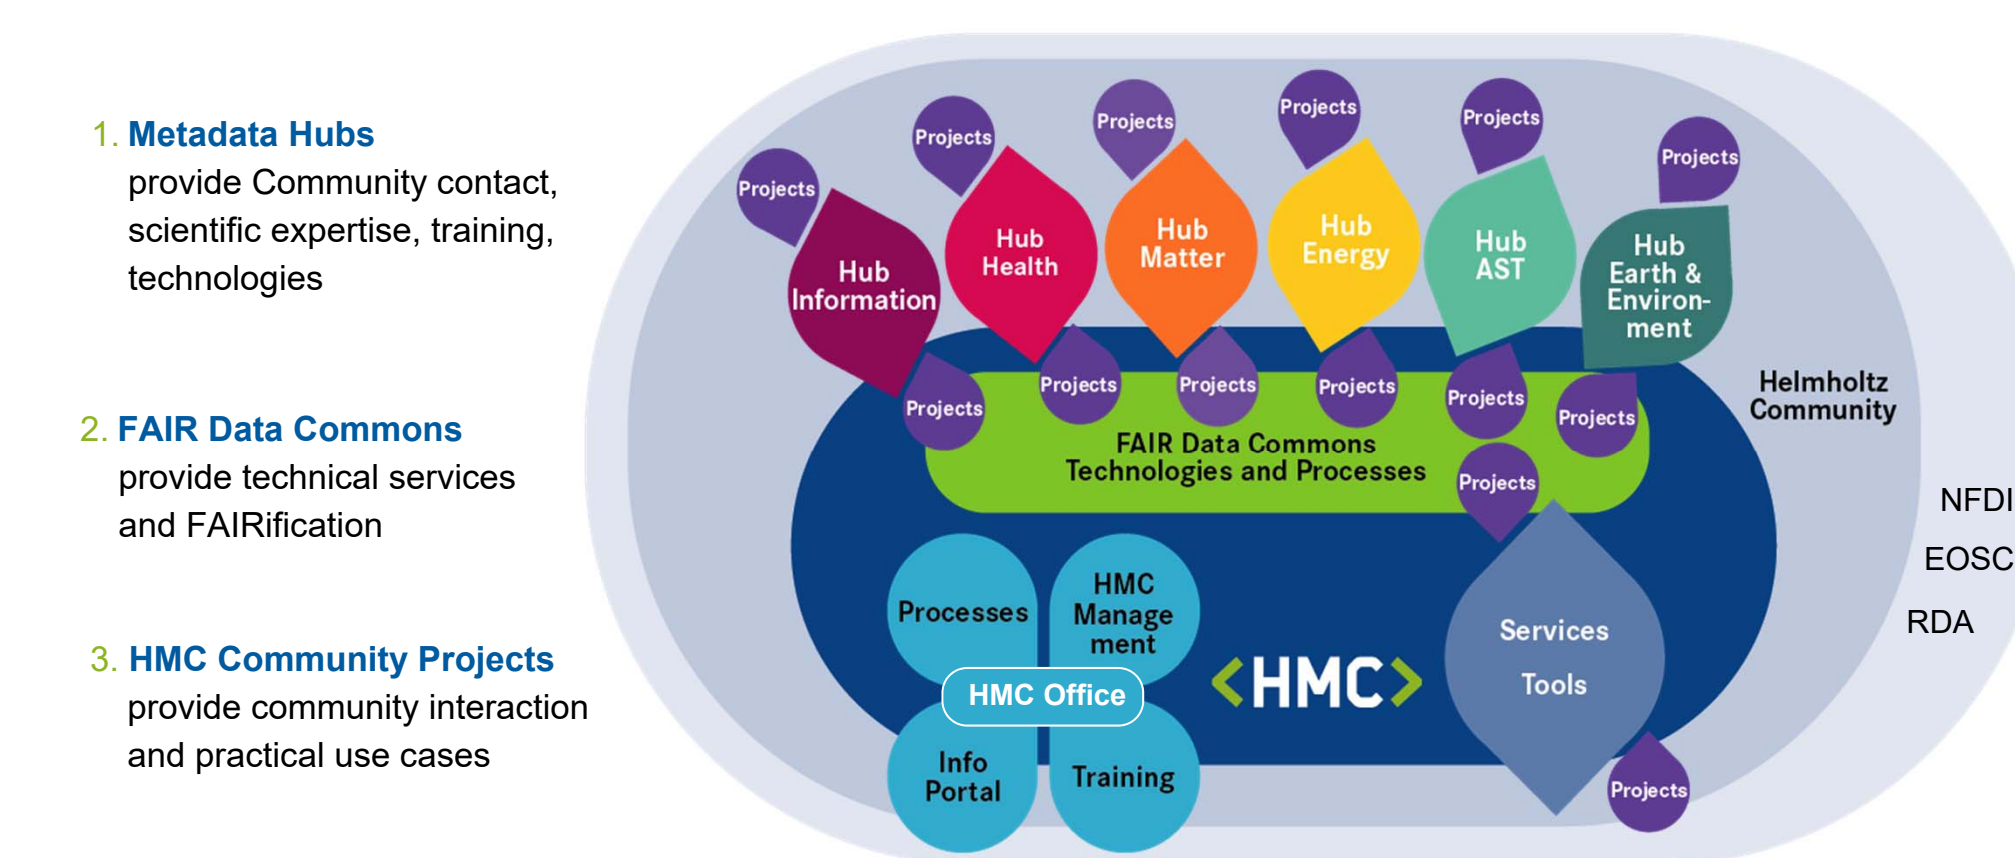 1. Metadata Hubs
provide Community contact,
scientific expertise, training,
technologies
2. FAIR Data Commons
provide technical services
and FAIRification
3. HMC Community Projects
provide community interaction
and practical use cases
Projects
Projects
Projects
Projects
Projects
Projects
Hub
Information
Hub
Health
Hub
Matter
Hub
Energy
Hub
AST
Hub
Earth &
Environ-
ment
Projects
Projects
Projects
Projects
Projects
Projects
Helmholtz
Community
FAIR Data Commons
Technologies and Processes
Projects
NFDI
EOSC
RDA
Processes
HMC
Manage
ment
HMC Office
Info
Portal
Training
<HMC>
Services
Tools
Projects